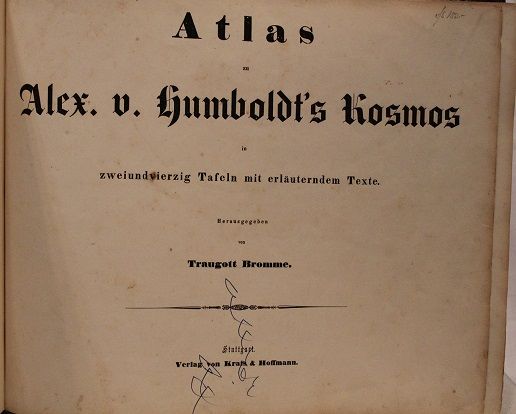 Atlas
zu
Alex. v. Humboldt's Kosmos
in
zweiundvierzig Tafeln mit erläuterndem Texte.
Herausgegeben
von
Traugott Bromme.
Stuttgart.
Verlag von Krais & Hoffmann.